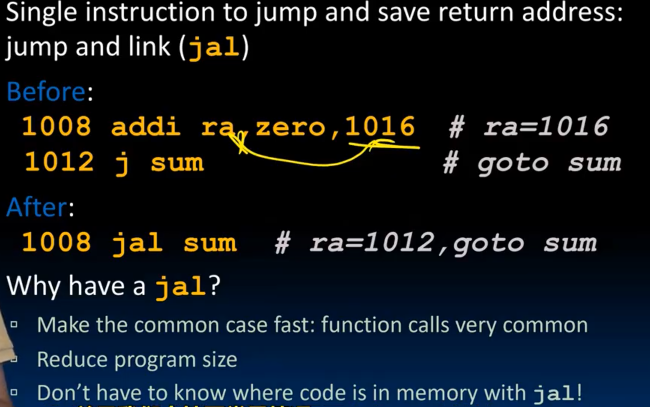 Single instruction to jump and save return address:
jump and link (jal)
Before:
1008 addi ra,zero,1016 # ra=1016
1012 j sum # goto sum
After:
1008 jal sum # ra=1012,goto sum
Why have a jal?
▫ Make the common case fast: function calls very common
▫ Reduce program size
▫ Don't have to know where code is in memory with jal!